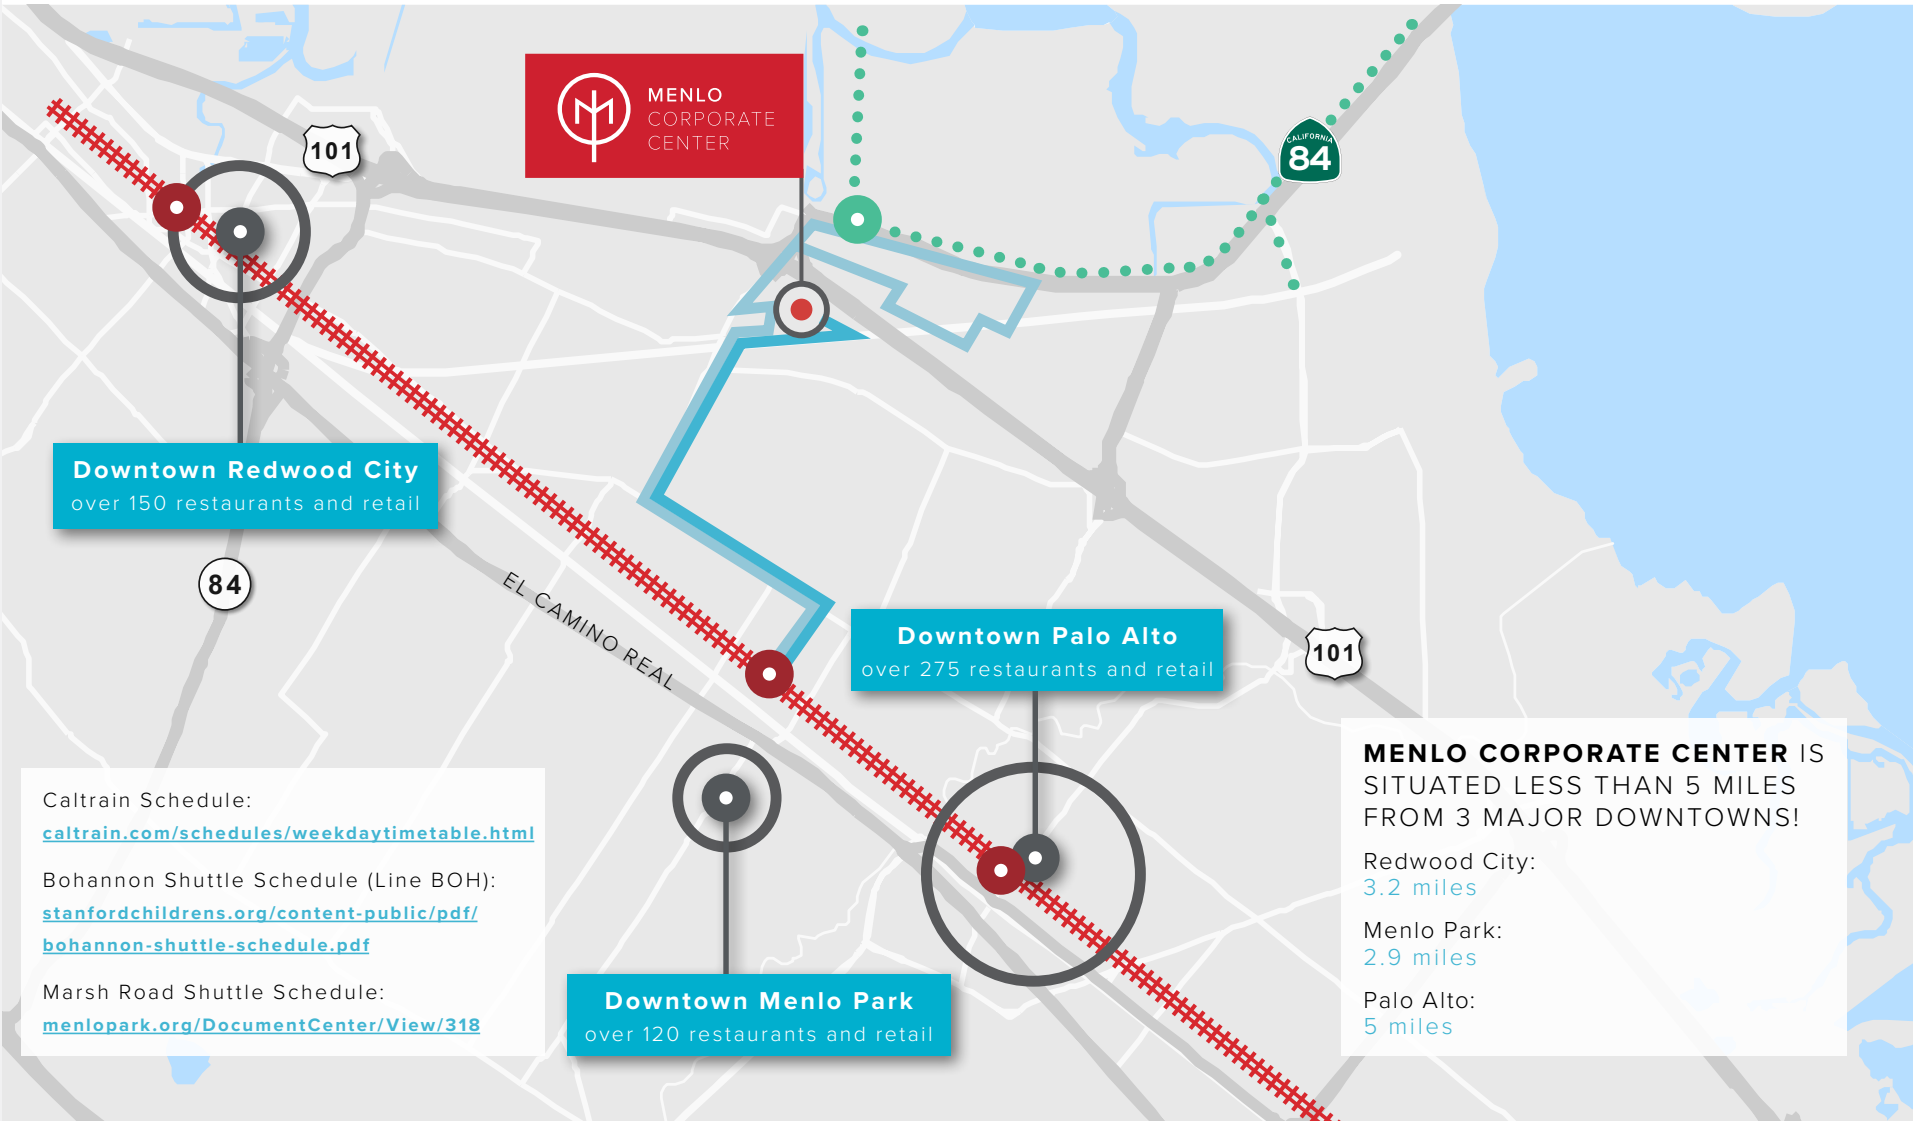 MENLO
CORPORATE
CENTER
101
CALIFORNIA
84
Downtown Redwood City
over 150 restaurants and retail
84
EL CAMINO REAL
Downtown Palo Alto
over 275 restaurants and retail
101
Downtown Menlo Park
over 120 restaurants and retail
Caltrain Schedule:
caltrain.com/schedules/weekdaytimetable.html
Bohannon Shuttle Schedule (Line BOH):
stanfordchildrens.org/content-public/pdf/
bohannon-shuttle-schedule.pdf
Marsh Road Shuttle Schedule:
menlopark.org/DocumentCenter/View/318
MENLO CORPORATE CENTER IS
SITUATED LESS THAN 5 MILES
FROM 3 MAJOR DOWNTOWNS!
Redwood City:
3.2 miles
Menlo Park:
2.9 miles
Palo Alto:
5 miles